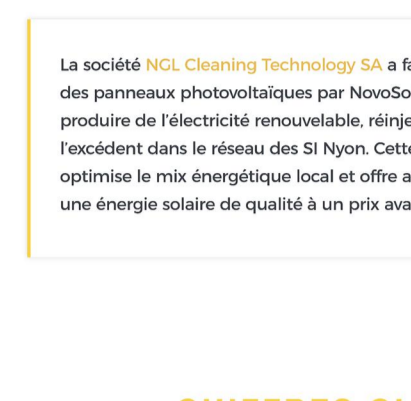 La société NGL Cleaning Technology SA a
des panneaux photovoltaïques par
produire de l'électricité renouvelable,
l'excédent dans le réseau des SI Nyon.
optimise le mix énergétique local et offre
une énergie solaire de qualité à un prix